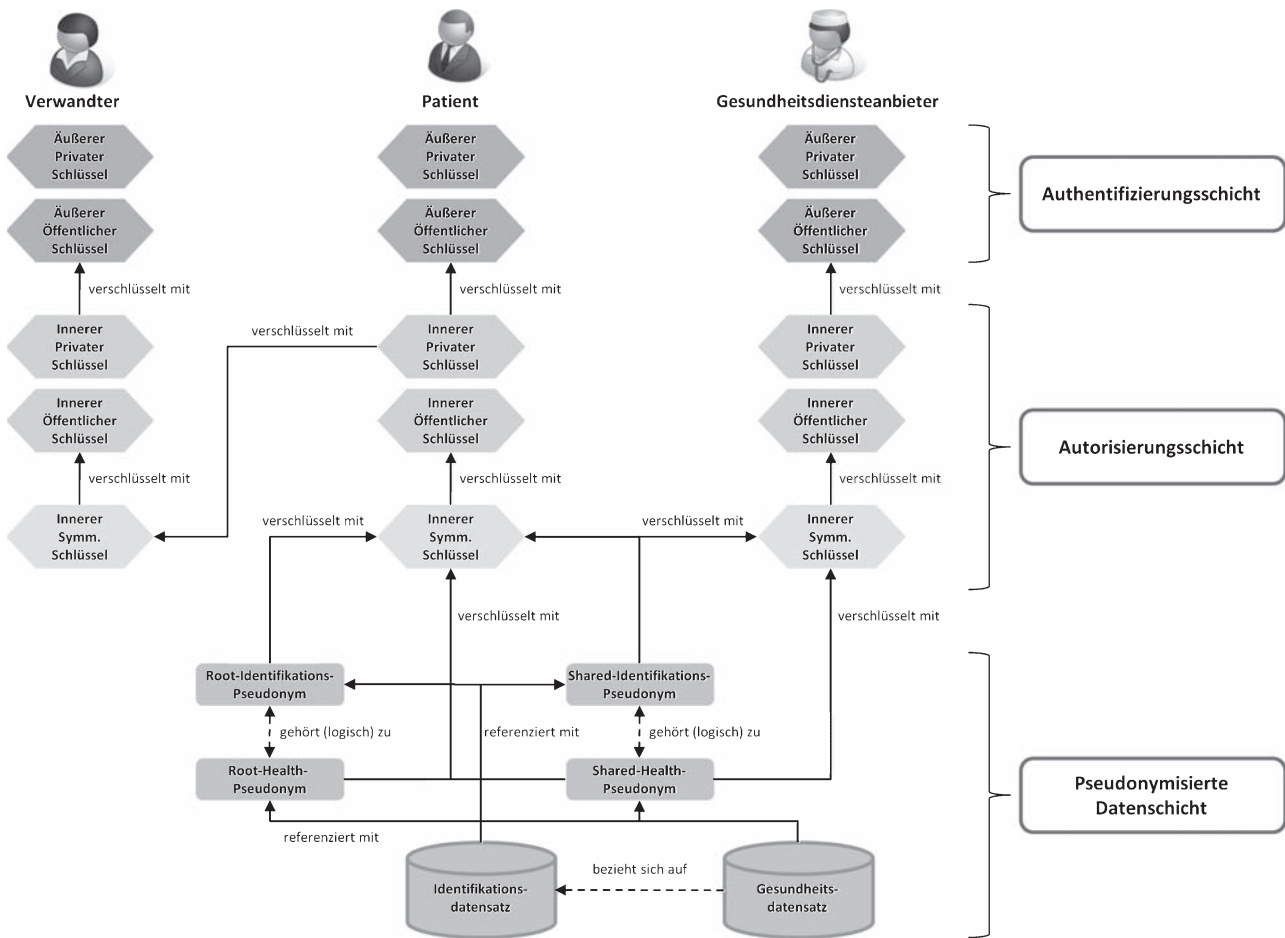 Verwandter
Patient
Gesundheitsdiensteanbieter
Äußerer
Privater
Schlüssel
Äußerer
Privater
Schlüssel
Äußerer
Privater
Schlüssel
Authentifizierungsschicht
Äußerer
Öffentlicher
Schlüssel
Äußerer
Öffentlicher
Schlüssel
Äußerer
Öffentlicher
Schlüssel
verschlüsselt mit
verschlüsselt mit
verschlüsselt mit
Innerer
Privater
Schlüssel
verschlüsselt mit
Innerer
Privater
Schlüssel
Innerer
Privater
Schlüssel
Innerer
Öffentlicher
Schlüssel
Innerer
Öffentlicher
Schlüssel
Innerer
Öffentlicher
Schlüssel
Autorisierungsschicht
verschlüsselt mit
verschlüsselt mit
verschlüsselt mit
Innerer
Symm.
Schlüssel
verschlüsselt mit
Innerer
Symm.
Schlüssel
verschlüsselt mit
Innerer
Symm.
Schlüssel
verschlüsselt mit
verschlüsselt mit
Root-Identifikations-
Pseudonym
Shared-Identifikations-
Pseudonym
gehört (logisch) zu
referenziert mit
gehört (logisch) zu
Root-Health-
Pseudonym
Shared-Health-
Pseudonym
Pseudonymisierte
Datenschicht
referenziert mit
Identifikations-
datensatz
bezieht sich auf
Gesundheits-
datensatz